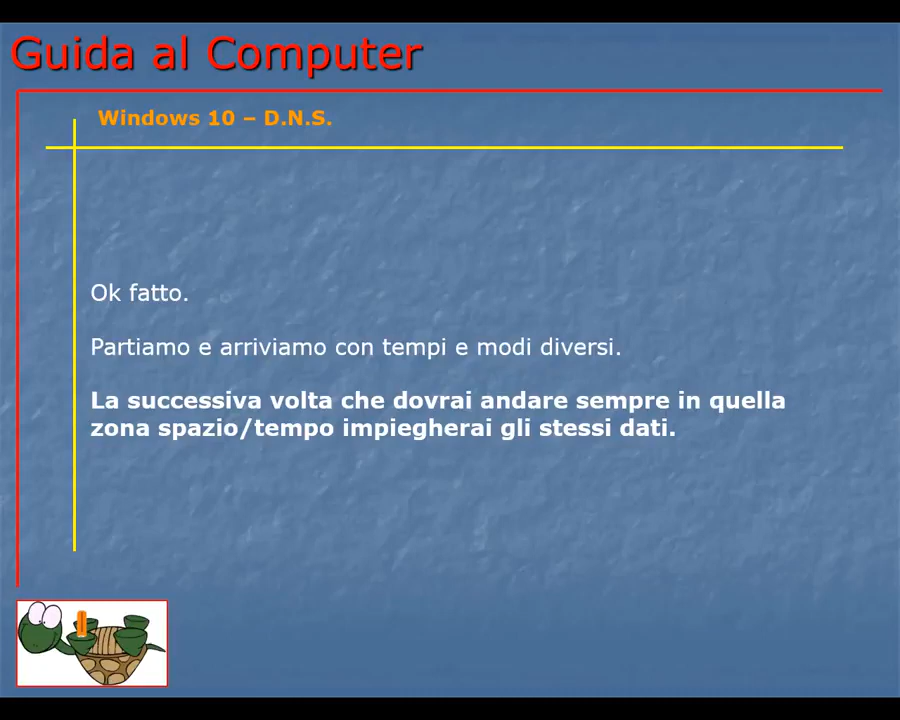 Guida al Computer
Windows 10 – D.N.S.
Ok fatto.
Partiamo e arriviamo con tempi e modi diversi.
La successiva volta che dovrai andare sempre in quella
zona spazio/tempo impiegherai gli stessi dati.